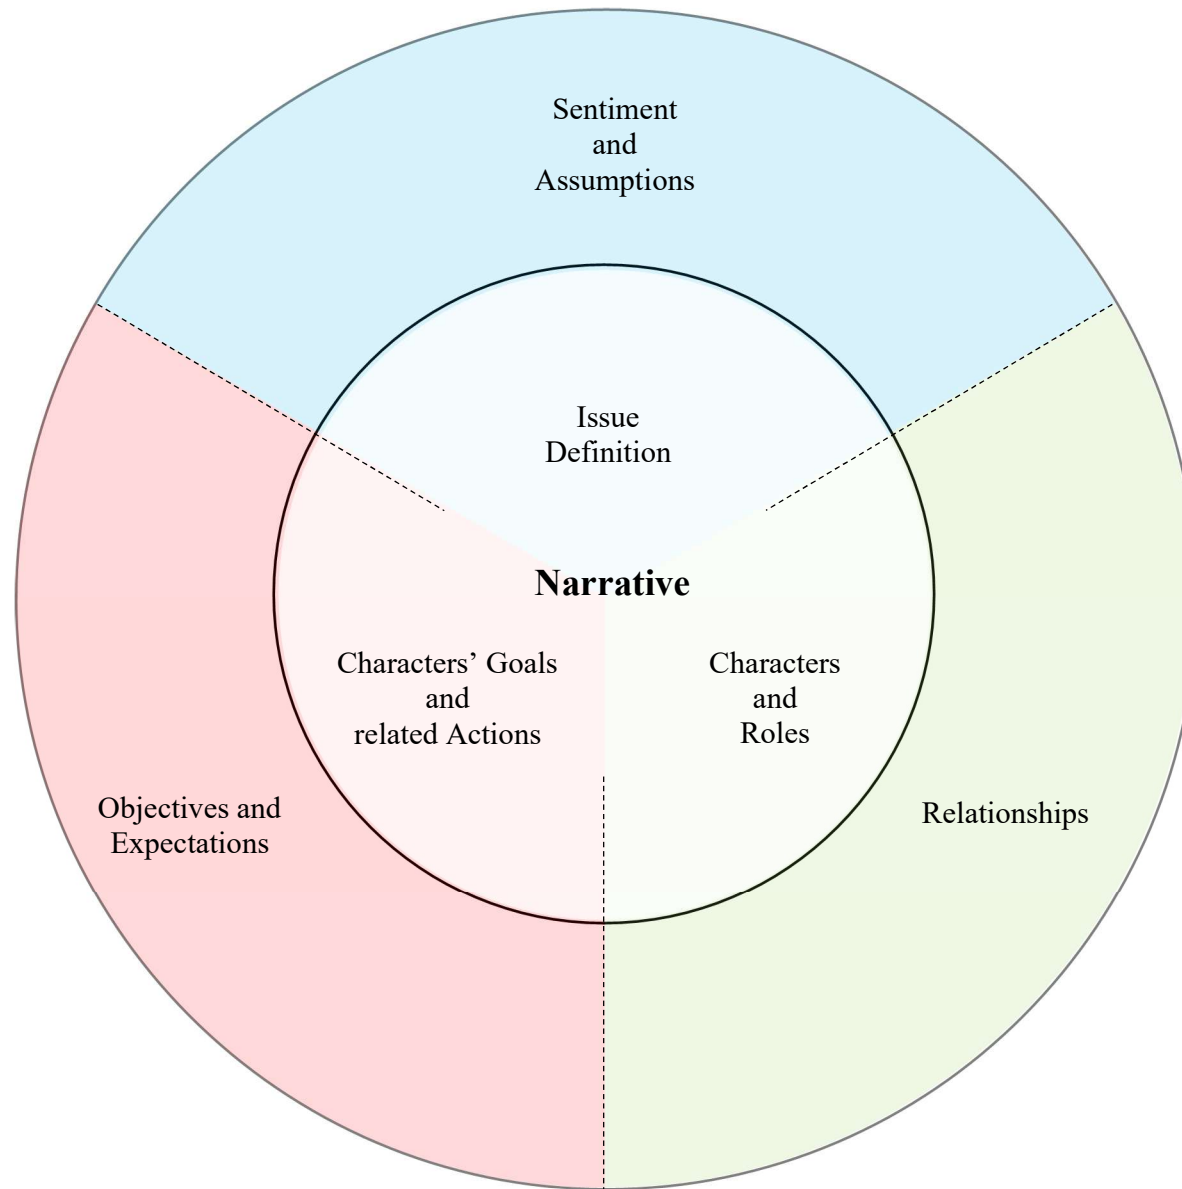 Sentiment
and
Assumptions
Issue
Definition
Narrative
Characters’ Goals
and
related Actions
Characters
and
Roles
Objectives and
Expectations
Relationships